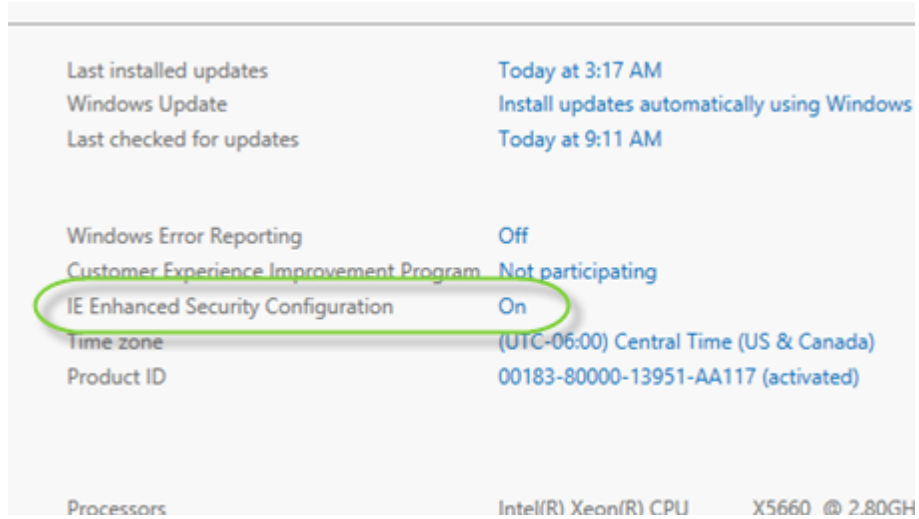 Last installed updates Today at 3:17 AM
Windows Update Install updates automatically using Windows
Last checked for updates Today at 9:11 AM
Windows Error Reporting Off
Customer Experience Improvement Program Not participating
IE Enhanced Security Configuration On
Time zone (UTC-06:00) Central Time (US & Canada)
Product ID 00183-80000-13951-AA117 (activated)
Processors Intel(R) Xeon(R) CPU X5660 @ 2.80GH